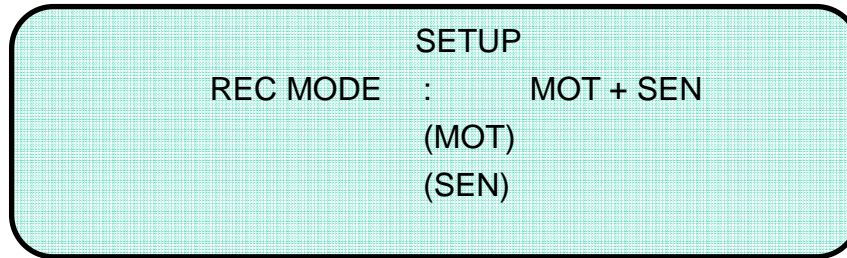 SETUP
REC MODE : MOT + SEN
(MOT)
(SEN)